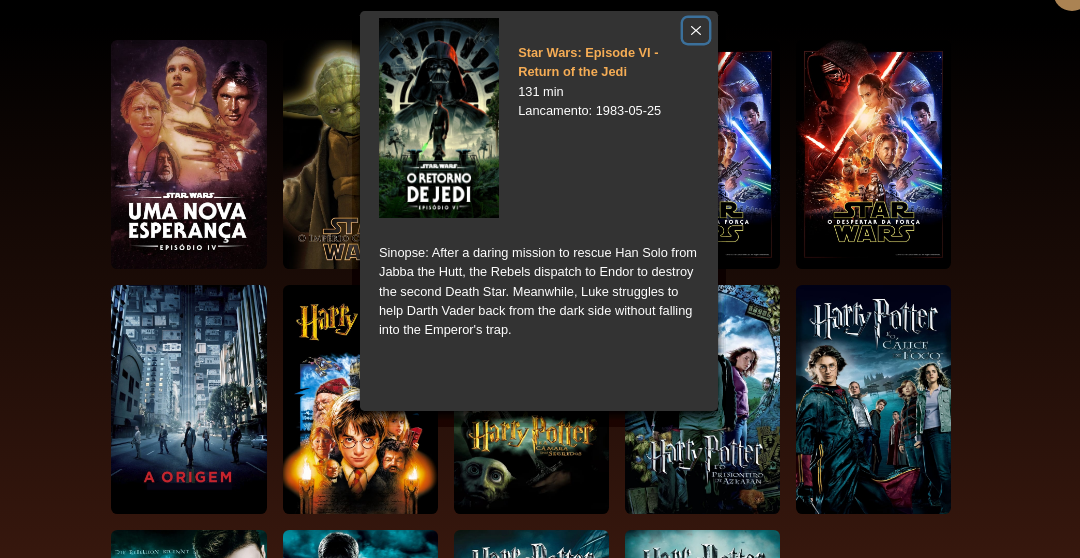 Star Wars: Episode VI -
Return of the Jedi
131 min
Lancamento: 1983-05-25
STAR WARS
O RETORNO
DE JEDI
EPISÓDIO VI
Sinopse: After a daring mission to rescue Han Solo from
Jabba the Hutt, the Rebels dispatch to Endor to destroy
the second Death Star. Meanwhile, Luke struggles to
help Darth Vader back from the dark side without falling
into the Emperor's trap.
STAR WARS
UMA NOVA
ESPERANÇA
EPISÓDIO IV
STAR
O DESPERTAR DA FORÇA
WARS
A ORIGEM
Harry
Harry Potter
CÂMARA
SEGREDOS
Harry Potter
E O PRISIONEIRO
DE AZKABAN
Harry Potter
E O CÁLICE
DE FOGO